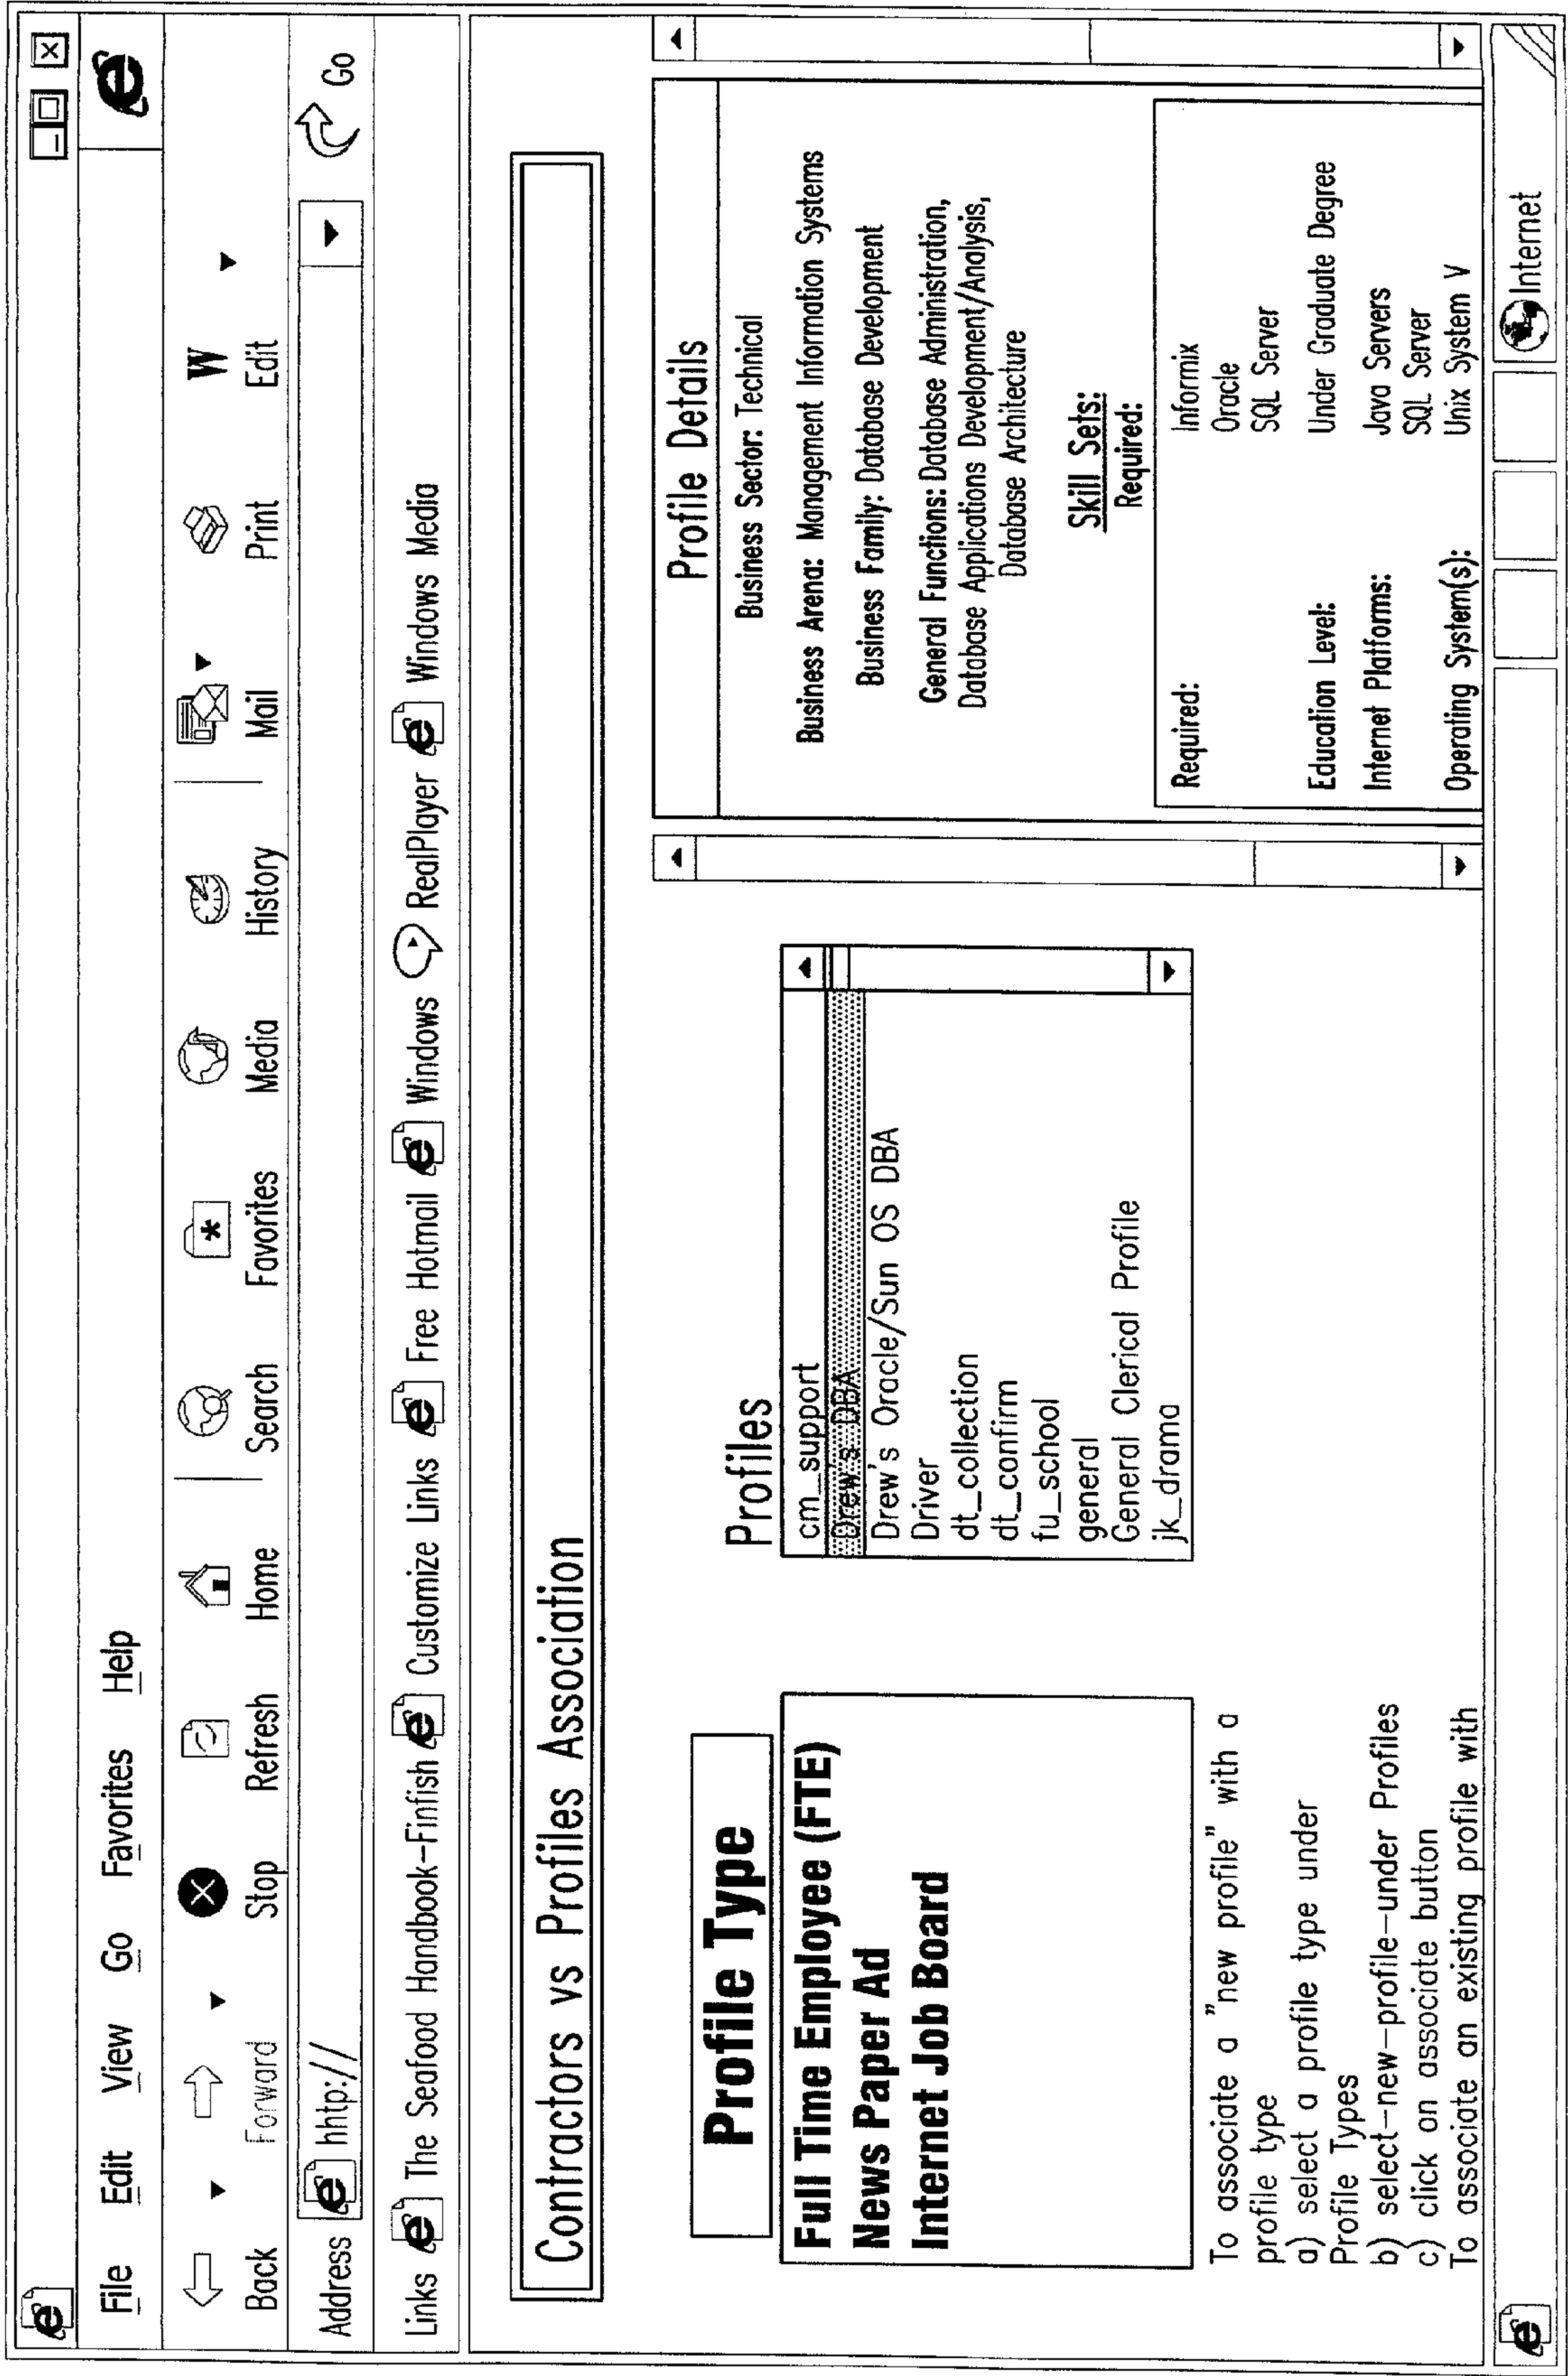 File Edit View Go Favorites Help
Back Forward Stop Refresh Home Search Favorites Media History Mail Print Edit
W
Address hhtp:// Go
Links The Seafood Handbook-Finfish Customize Links Free Hotmail Windows RealPlayer Windows Media
Contractors vs Profiles Association
Profile Type
Full Time Employee (FTE)
News Paper Ad
Internet Job Board
To associate a "new profile" with a
profile type
a) select a profile type under
Profile Types
b) select-new-profile-under Profiles
c) click on associate button
To associate an existing profile with
Profiles
cm_support
Drew's DBA
Drew's Oracle/Sun OS DBA
Driver
dt_collection
dt_confirm
fu_school
general
General Clerical Profile
jk_drama
Profile Details
Business Sector: Technical
Business Arena: Management Information Systems
Business Family: Database Development
General Functions: Database Administration,
Database Applications Development/Analysis,
Database Architecture
Skill Sets:
Required:
Required: Informix
Oracle
SQL Server
Education Level: Under Graduate Degree
Internet Platforms: Java Servers
SQL Server
Operating System(s): Unix System V
Internet